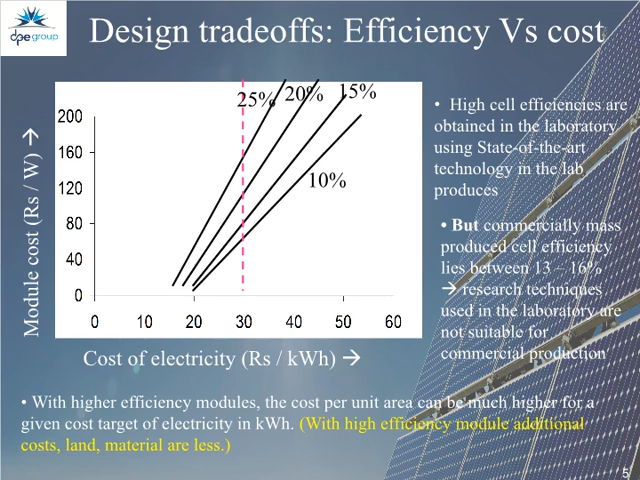 dpe group
Design tradeoffs: Efficiency Vs cost
25% 20% 15%
10%
200
160
120
80
40
0
0 10 20 30 40 50 60
Module cost (Rs / W) →
Cost of electricity (Rs / kWh) →
• High cell efficiencies are
obtained in the laboratory
using State-of-the-art
technology in the lab
produces
• But commercially mass
produced cell efficiency
lies between 13 – 16%
→ research techniques
used in the laboratory are
not suitable for
commercial production
• With higher efficiency modules, the cost per unit area can be much higher for a
given cost target of electricity in kWh. (With high efficiency module additional
costs, land, material are less.)
5